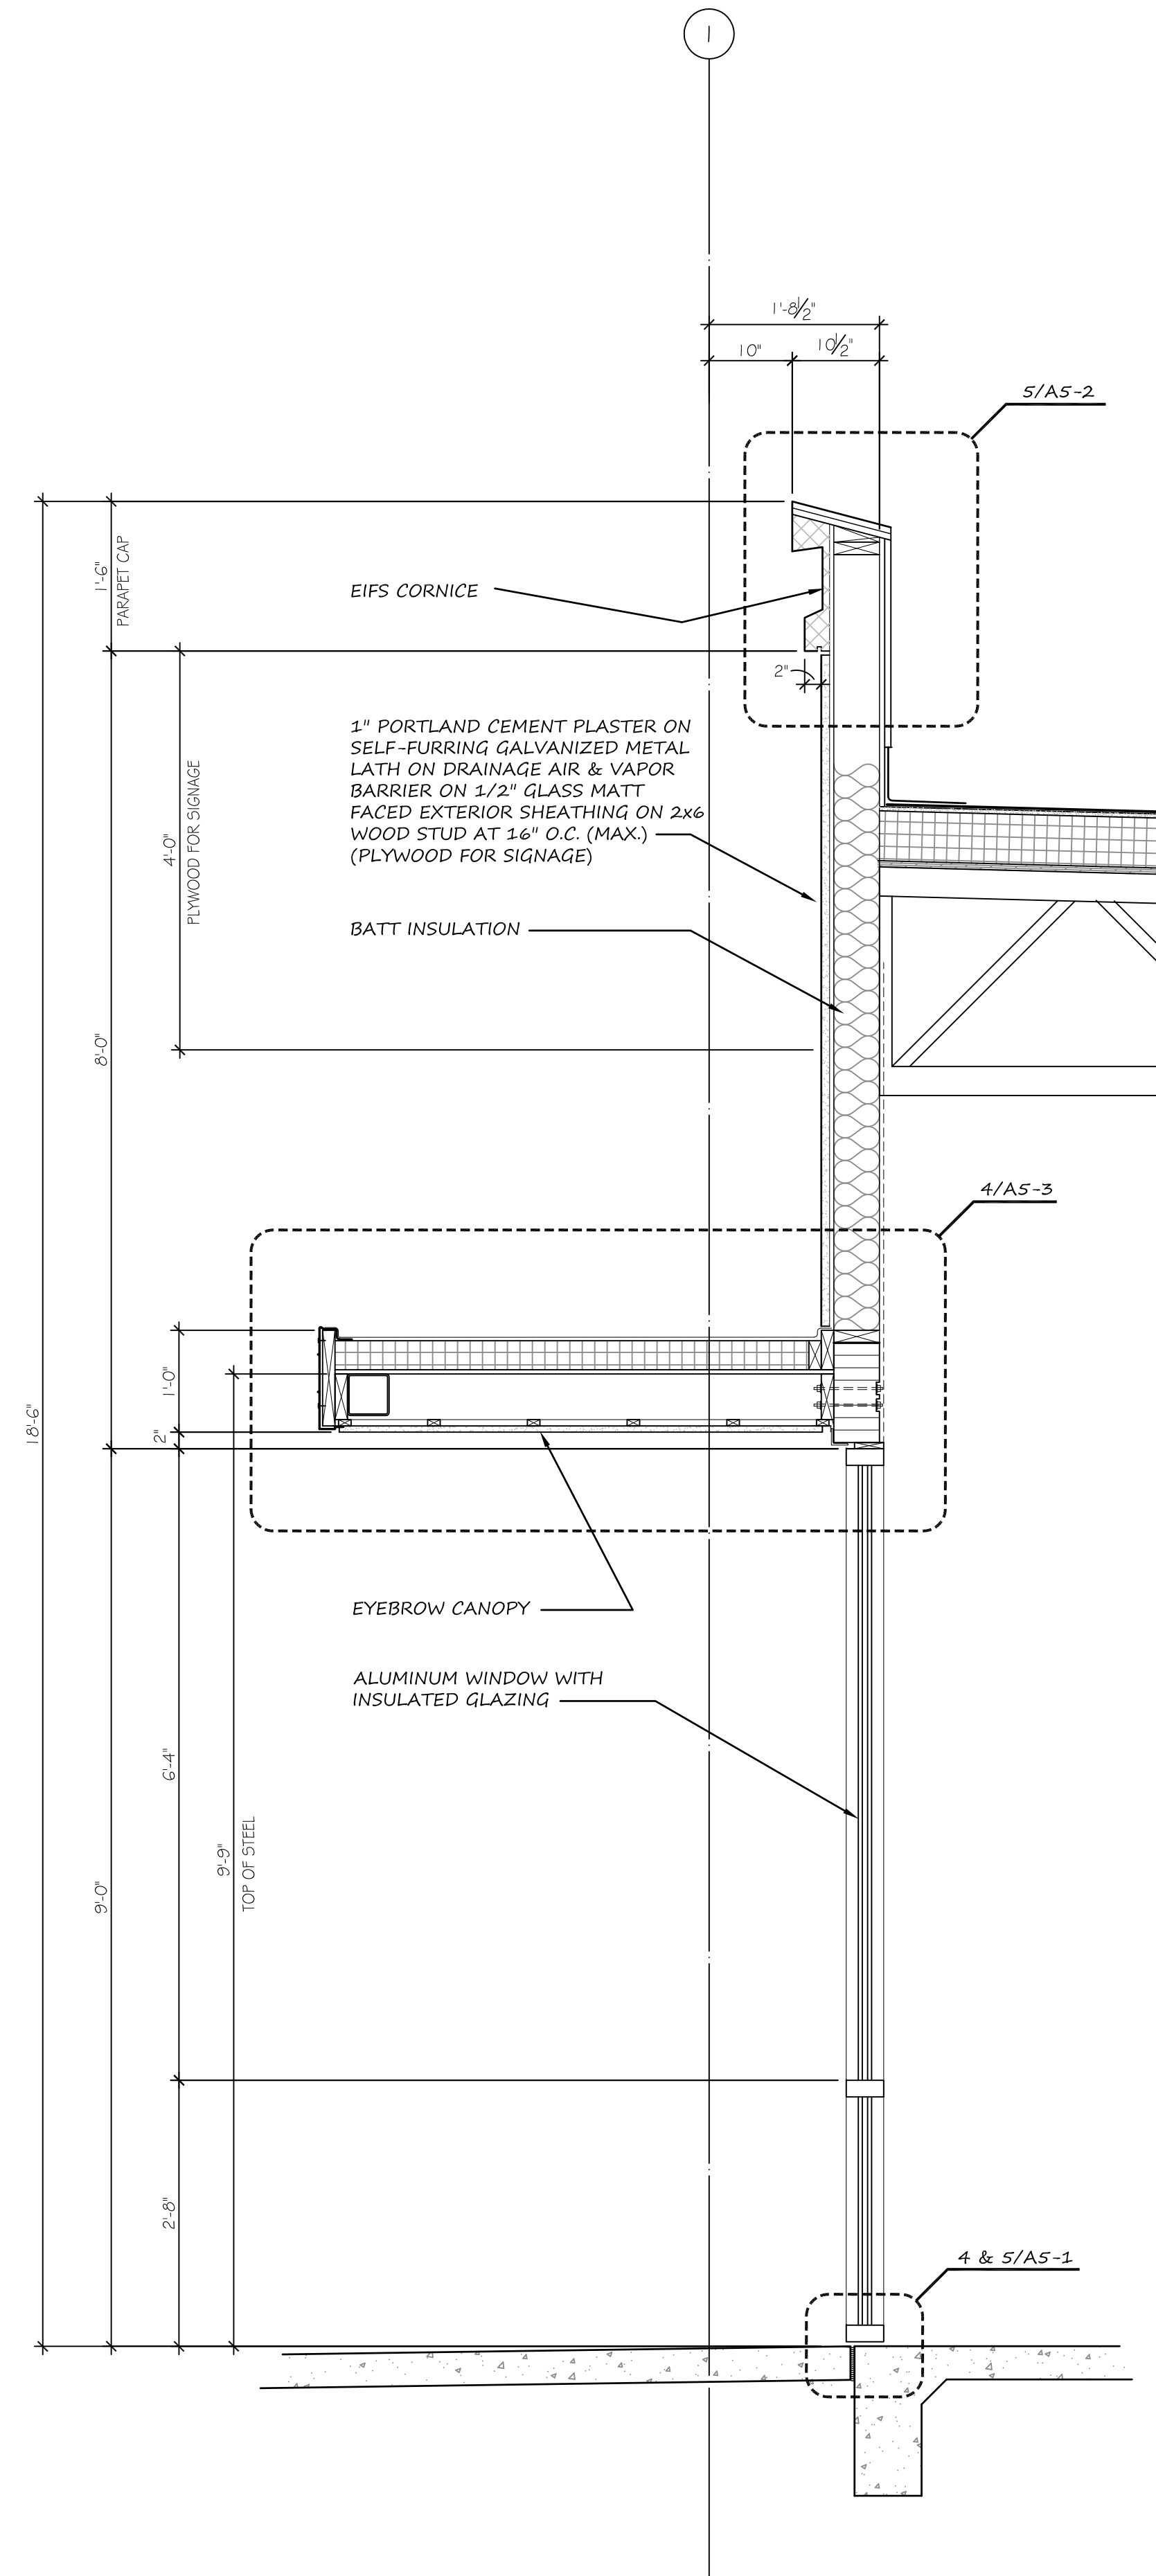 1
1'-8 1/2"
10"
10 1/2"
5/A5-2
1'-6"
PARAPET CAP
EIFS CORNICE
2"
1" PORTLAND CEMENT PLASTER ON
SELF-FURRING GALVANIZED METAL
LATH ON DRAINAGE AIR & VAPOR
BARRIER ON 1/2" GLASS MATT
FACED EXTERIOR SHEATHING ON 2x6
WOOD STUD AT 16" O.C. (MAX.)
(PLYWOOD FOR SIGNAGE)
4'-0"
PLYWOOD FOR SIGNAGE
BATT INSULATION
8'-0"
4/A5-3
1'-0"
18'-6"
2"
EYEBROW CANOPY
ALUMINUM WINDOW WITH
INSULATED GLAZING
6'-4"
9'-9"
TOP OF STEEL
9'-0"
2'-8"
4 & 5/A5-1